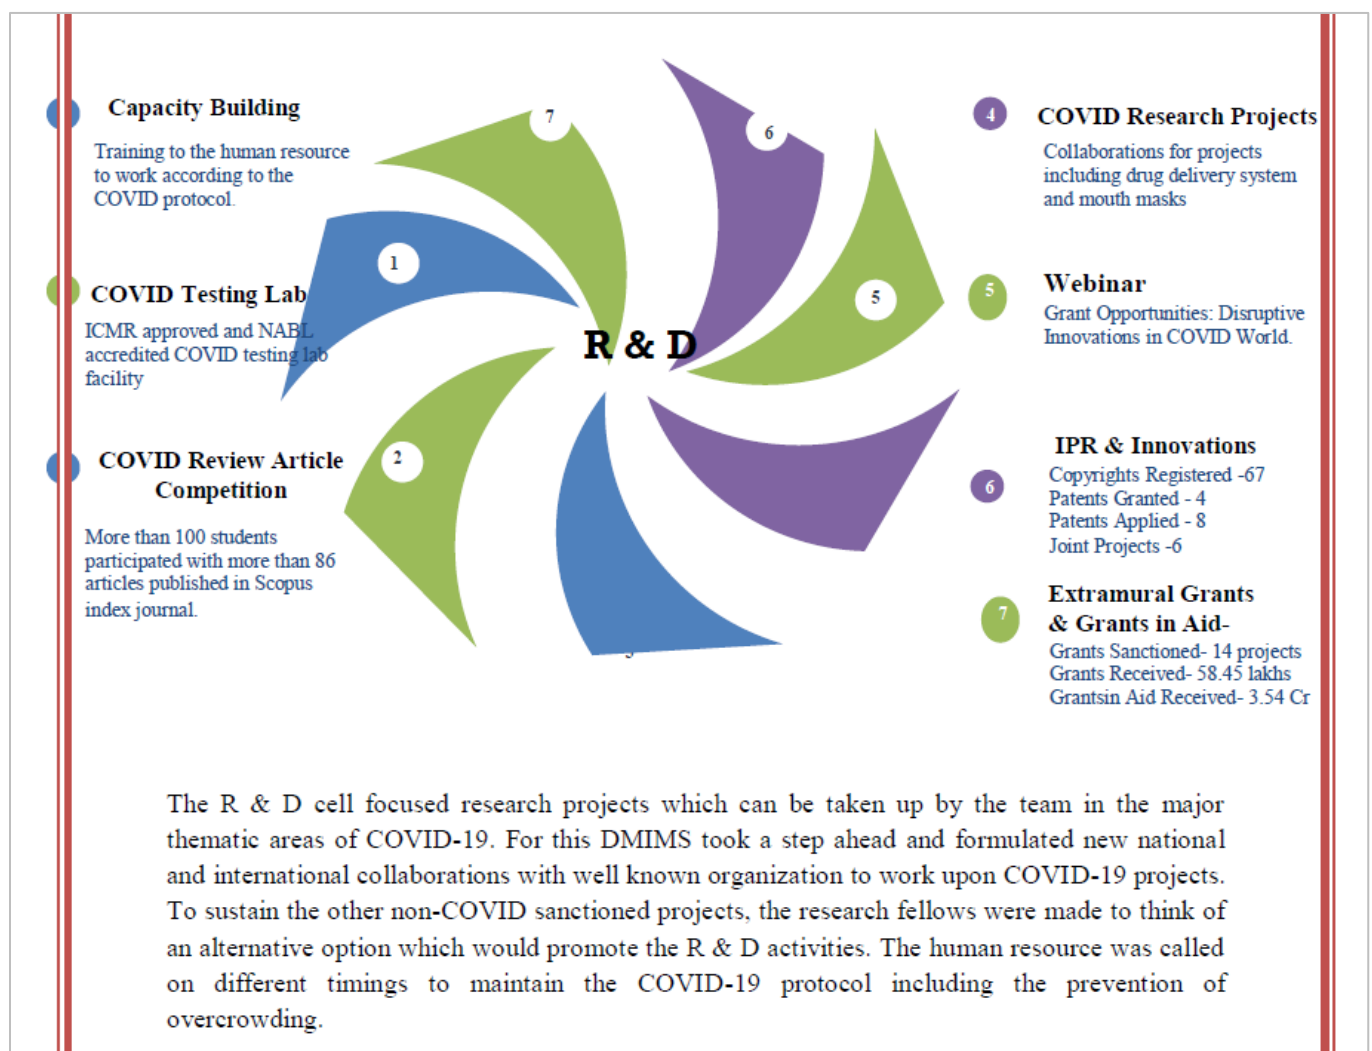 Capacity Building
Training to the human resource
to work according to the
COVID protocol.
COVID Testing Lab
ICMR approved and NABL
accredited COVID testing lab
facility
COVID Review Article
Competition
More than 100 students
participated with more than 86
articles published in Scopus
index journal.
7
6
1
5
2
R & D
4
COVID Research Projects
Collaborations for projects
including drug delivery system
and mouth masks
5
Webinar
Grant Opportunities: Disruptive
Innovations in COVID World.
6
IPR & Innovations
Copyrights Registered -67
Patents Granted - 4
Patents Applied - 8
Joint Projects -6
7
Extramural Grants
& Grants in Aid-
Grants Sanctioned- 14 projects
Grants Received- 58.45 lakhs
Grantsin Aid Received- 3.54 Cr
The R & D cell focused research projects which can be taken up by the team in the major
thematic areas of COVID-19. For this DMIMS took a step ahead and formulated new national
and international collaborations with well known organization to work upon COVID-19 projects.
To sustain the other non-COVID sanctioned projects, the research fellows were made to think of
an alternative option which would promote the R & D activities. The human resource was called
on different timings to maintain the COVID-19 protocol including the prevention of
overcrowding.